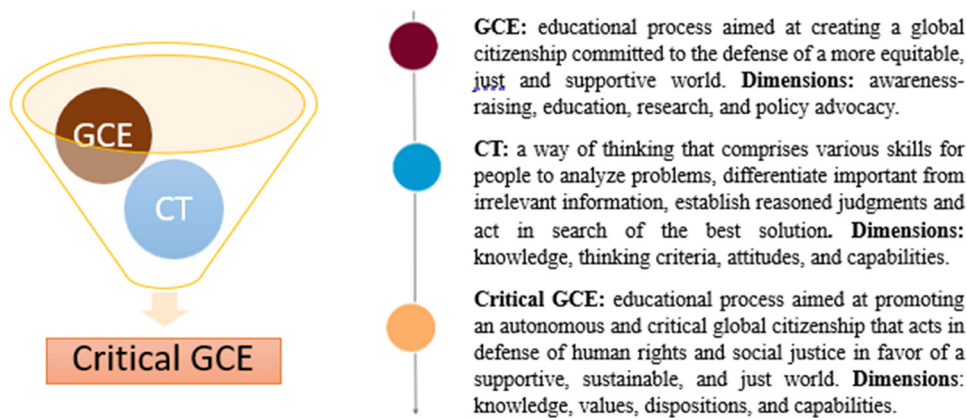 GCE
CT
Critical GCE
GCE: educational process aimed at creating a global
citizenship committed to the defense of a more equitable,
just and supportive world. Dimensions: awareness-
raising, education, research, and policy advocacy.
CT: a way of thinking that comprises various skills for
people to analyze problems, differentiate important from
irrelevant information, establish reasoned judgments and
act in search of the best solution. Dimensions:
knowledge, thinking criteria, attitudes, and capabilities.
Critical GCE: educational process aimed at promoting
an autonomous and critical global citizenship that acts in
defense of human rights and social justice in favor of a
supportive, sustainable, and just world. Dimensions:
knowledge, values, dispositions, and capabilities.